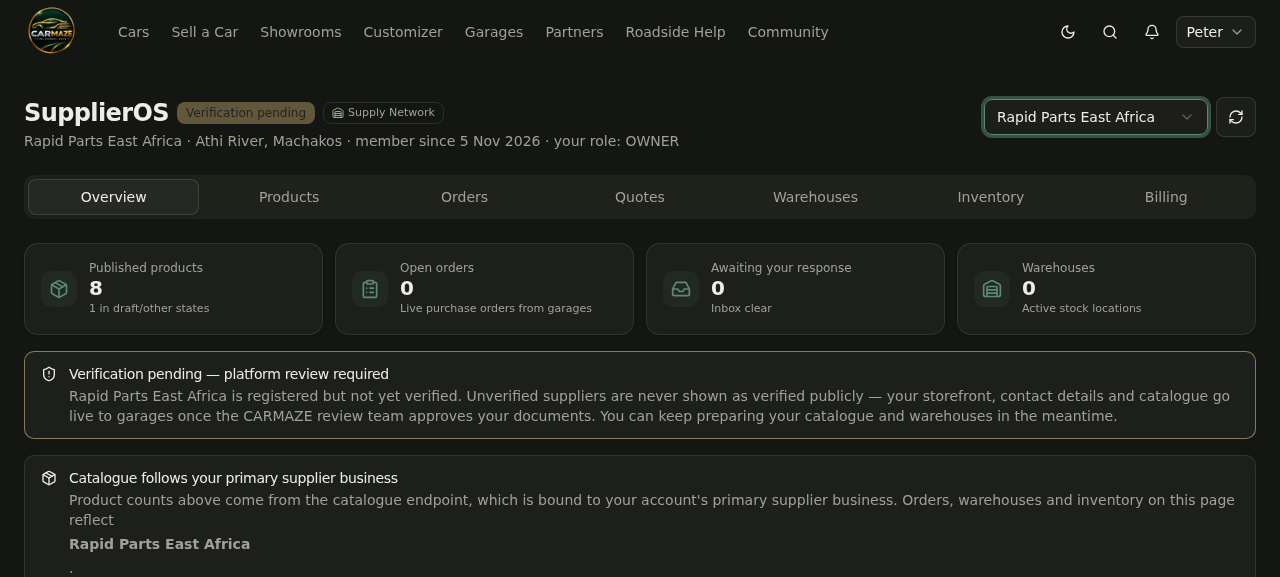 CARMAZE
Cars
Sell a Car
Showrooms
Customizer
Garages
Partners
Roadside Help
Community
Peter
SupplierOS
Verification pending
Supply Network
Rapid Parts East Africa · Athi River, Machakos · member since 5 Nov 2026 · your role: OWNER
Rapid Parts East Africa
Overview
Products
Orders
Quotes
Warehouses
Inventory
Billing
Published products
8
1 in draft/other states
Open orders
0
Live purchase orders from garages
Awaiting your response
0
Inbox clear
Warehouses
0
Active stock locations
Verification pending — platform review required
Rapid Parts East Africa is registered but not yet verified. Unverified suppliers are never shown as verified publicly — your storefront, contact details and catalogue go
live to garages once the CARMAZE review team approves your documents. You can keep preparing your catalogue and warehouses in the meantime.
Catalogue follows your primary supplier business
Product counts above come from the catalogue endpoint, which is bound to your account's primary supplier business. Orders, warehouses and inventory on this page
reflect
Rapid Parts East Africa
.